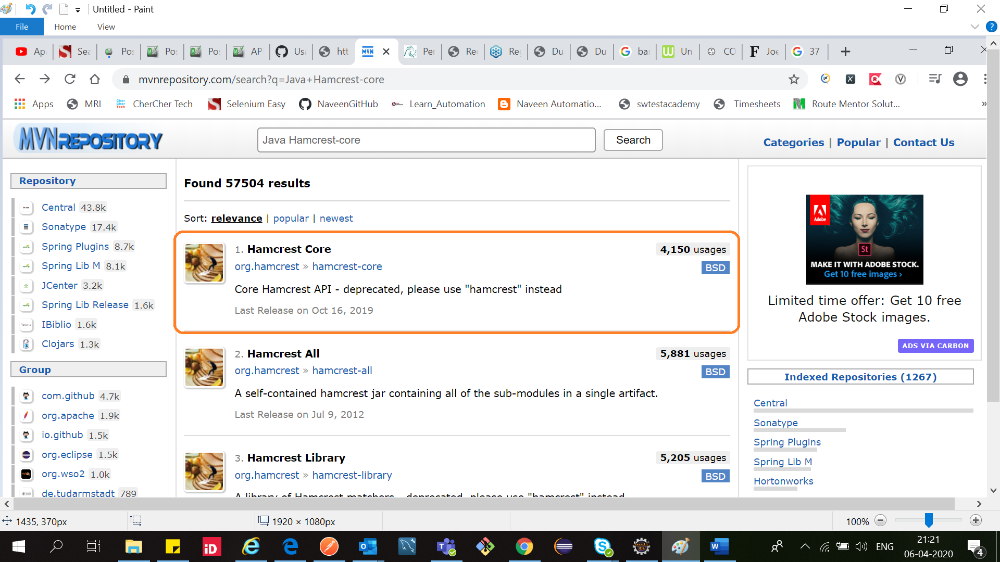 Untitled - Paint
File Home View
Ap Sea Pos Pos Pos AP Us htt MVN Per Rec Reg Du Du bar Un CO Joe 37
mvnrepository.com/search?q=Java+Hamcrest-core
Apps MRI CherCher Tech Selenium Easy NaveenGitHub Learn_Automation Naveen Automatio... swtestacademy Timesheets Route Mentor Solut... »
MVNREPOSITORY
Java Hamcrest-core
Search
Categories | Popular | Contact Us
Repository
Central 43.8k
Sonatype 17.4k
Spring Plugins 8.7k
Spring Lib M 8.1k
JCenter 3.2k
Spring Lib Release 1.6k
IBiblio 1.6k
Clojars 1.3k
Group
com.github 4.7k
org.apache 1.9k
io.github 1.5k
org.eclipse 1.5k
org.wso2 1.0k
de.tudarmstadt 789
Found 57504 results
Sort: relevance | popular | newest
1. Hamcrest Core
4,150 usages
org.hamcrest » hamcrest-core
BSD
Core Hamcrest API - deprecated, please use "hamcrest" instead
Last Release on Oct 16, 2019
2. Hamcrest All
5,881 usages
org.hamcrest » hamcrest-all
BSD
A self-contained hamcrest jar containing all of the sub-modules in a single artifact.
Last Release on Jul 9, 2012
3. Hamcrest Library
5,205 usages
org.hamcrest » hamcrest-library
BSD
A library of Hamcrest matchers - deprecated, please use "hamcrest" instead
Adobe
St
MAKE IT WITH ADOBE STOCK.
Get 10 free images ›
Limited time offer: Get 10 free
Adobe Stock images.
ADS VIA CARBON
Indexed Repositories (1267)
Central
Sonatype
Spring Plugins
Spring Lib M
Hortonworks
1435, 370px
1920 × 1080px
100%
ENG
21:21
06-04-2020
4